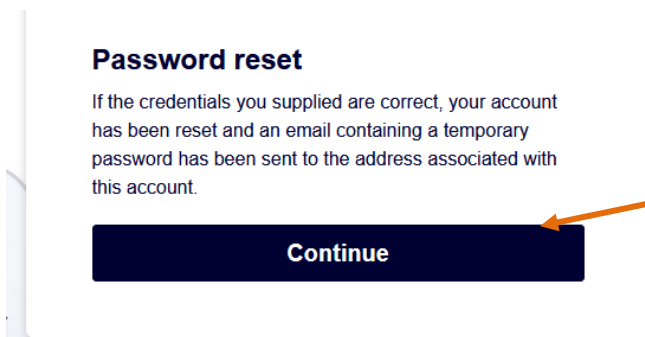 Password reset
If the credentials you supplied are correct, your account
has been reset and an email containing a temporary
password has been sent to the address associated with
this account.
Continue